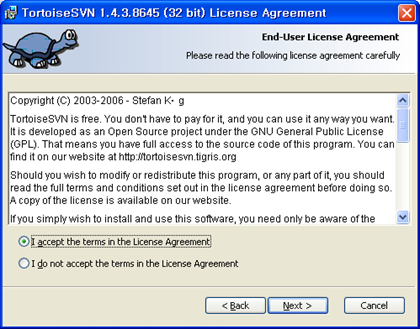 TortoiseSVN 1.4.3.8645 (32 bit) License Agreement
End-User License Agreement
Please read the following license agreement carefully
Copyright (C) 2003-2006 - Stefan K· g
TortoiseSVN is free. You don't have to pay for it, and you can use it any way you want.
It is developed as an Open Source project under the GNU General Public License
(GPL). That means you have full access to the source code of this program. You can
find it on our website at http://tortoisesvn.tigris.org
Should you wish to modify or redistribute this program, or any part of it, you should
read the full terms and conditions set out in the license agreement before doing so.
A copy of the license is available on our website.
If you simply wish to install and use this software, you need only be aware of the
I accept the terms in the License Agreement
I do not accept the terms in the License Agreement
< Back Next > Cancel